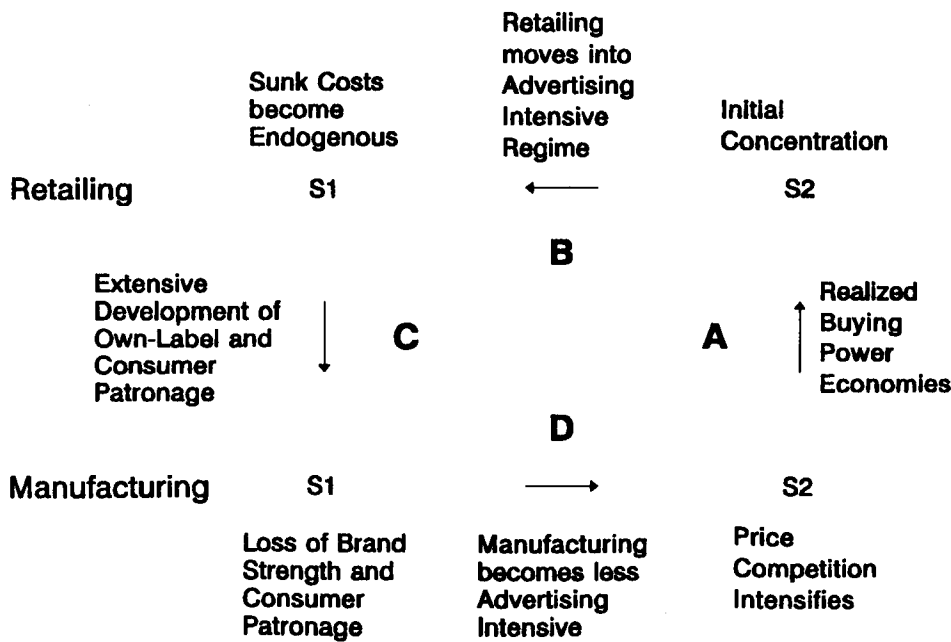 Retailing
moves into
Advertising
Intensive
Regime
Sunk Costs
become
Endogenous
Initial
Concentration
Retailing
S1
S2
B
Extensive
Development of
Own-Label and
Consumer
Patronage
C
A
Realized
Buying
Power
Economies
D
Manufacturing
S1
S2
Loss of Brand
Strength and
Consumer
Patronage
Manufacturing
becomes less
Advertising
Intensive
Price
Competition
Intensifies